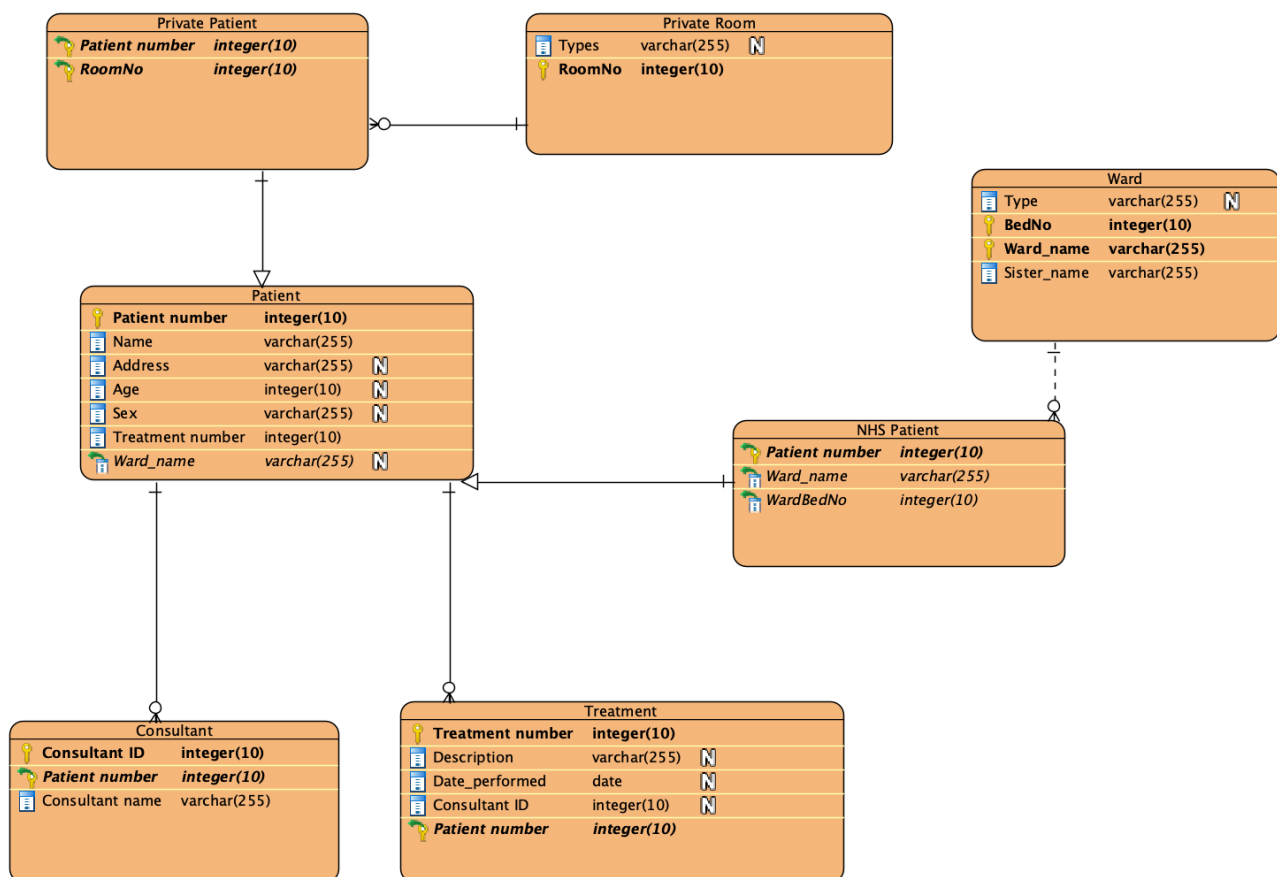 Private Patient
Patient number integer(10)
RoomNo integer(10)
Private Room
Types varchar(255) N
RoomNo integer(10)
Ward
Type varchar(255) N
BedNo integer(10)
Ward_name varchar(255)
Sister_name varchar(255)
Patient
Patient number integer(10)
Name varchar(255)
Address varchar(255) N
Age integer(10) N
Sex varchar(255) N
Treatment number integer(10)
Ward_name varchar(255) N
NHS Patient
Patient number integer(10)
Ward_name varchar(255)
WardBedNo integer(10)
Consultant
Consultant ID integer(10)
Patient number integer(10)
Consultant name varchar(255)
Treatment
Treatment number integer(10)
Description varchar(255) N
Date_performed date N
Consultant ID integer(10) N
Patient number integer(10)